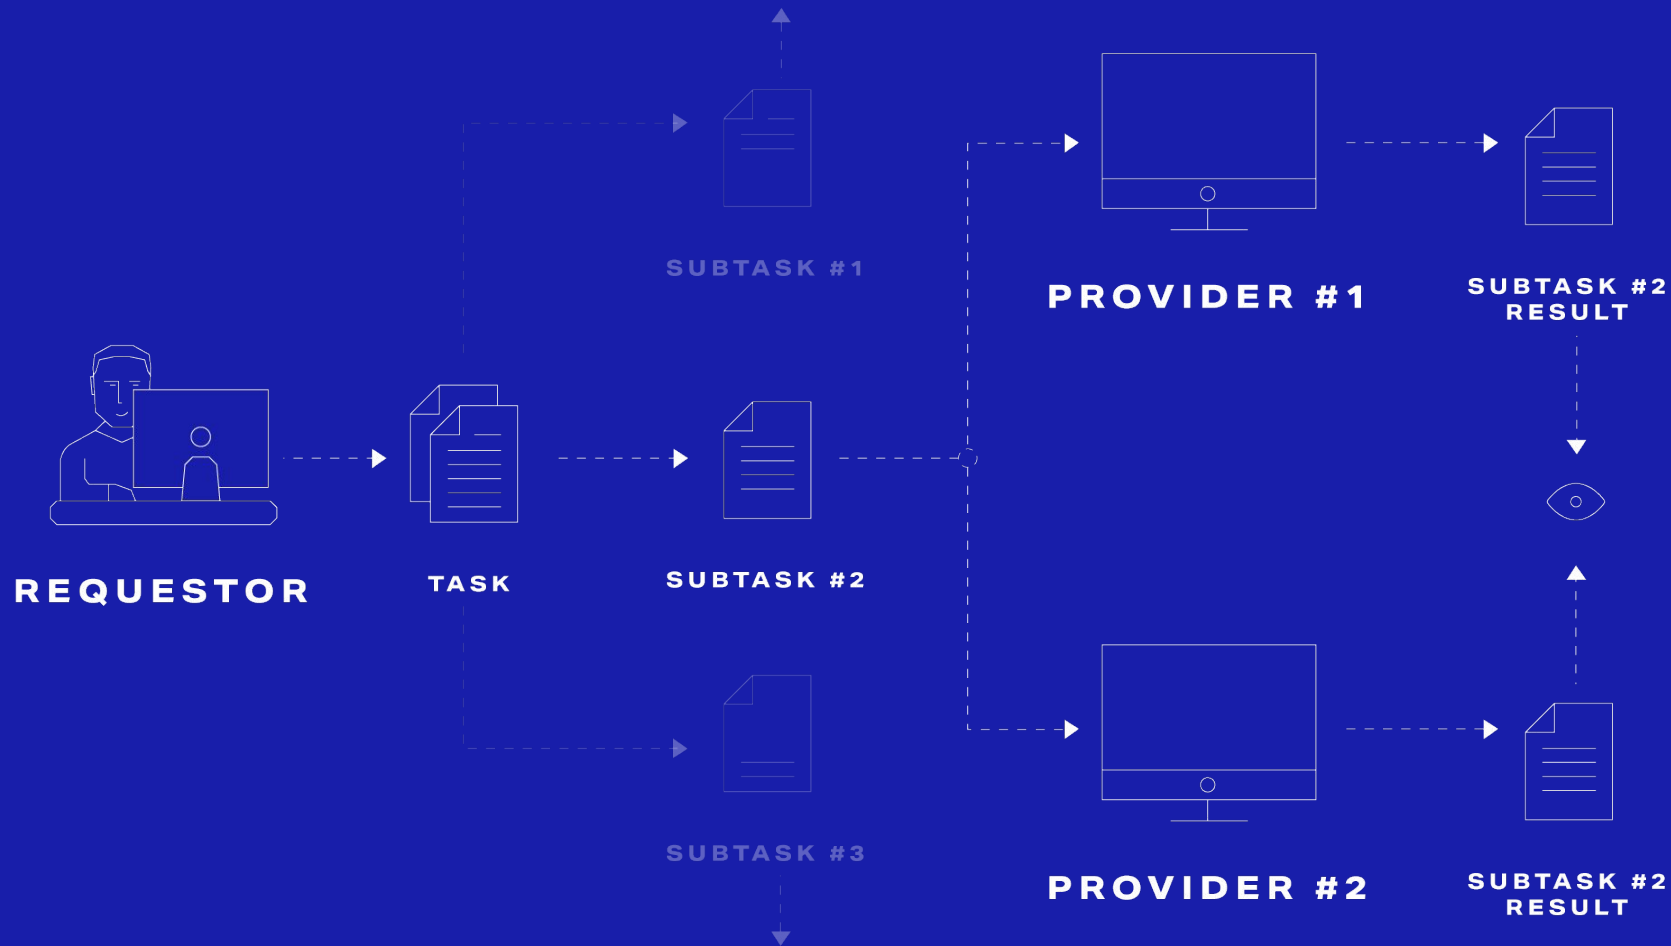 SUBTASK #1
PROVIDER #1
SUBTASK #2
RESULT
REQUESTOR
TASK
SUBTASK #2
SUBTASK #3
PROVIDER #2
SUBTASK #2
RESULT